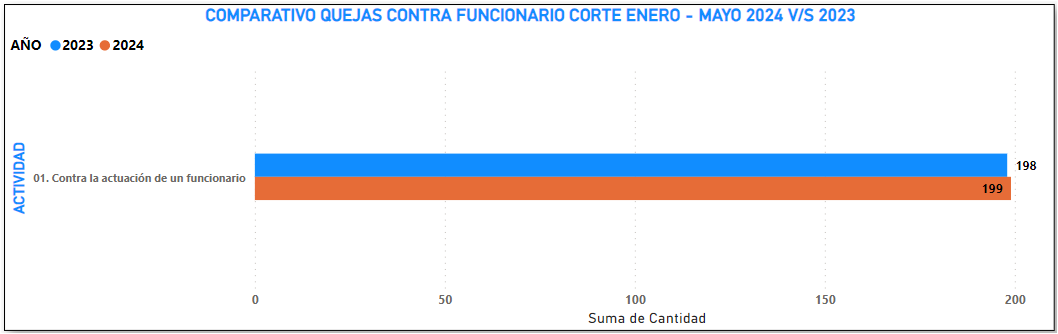 COMPARATIVO QUEJAS CONTRA FUNCIONARIO CORTE ENERO - MAYO 2024 V/S 2023
AÑO 2023 2024
ACTIVIDAD
01. Contra la actuación de un funcionario
198
199
0 50 100 150 200
Suma de Cantidad